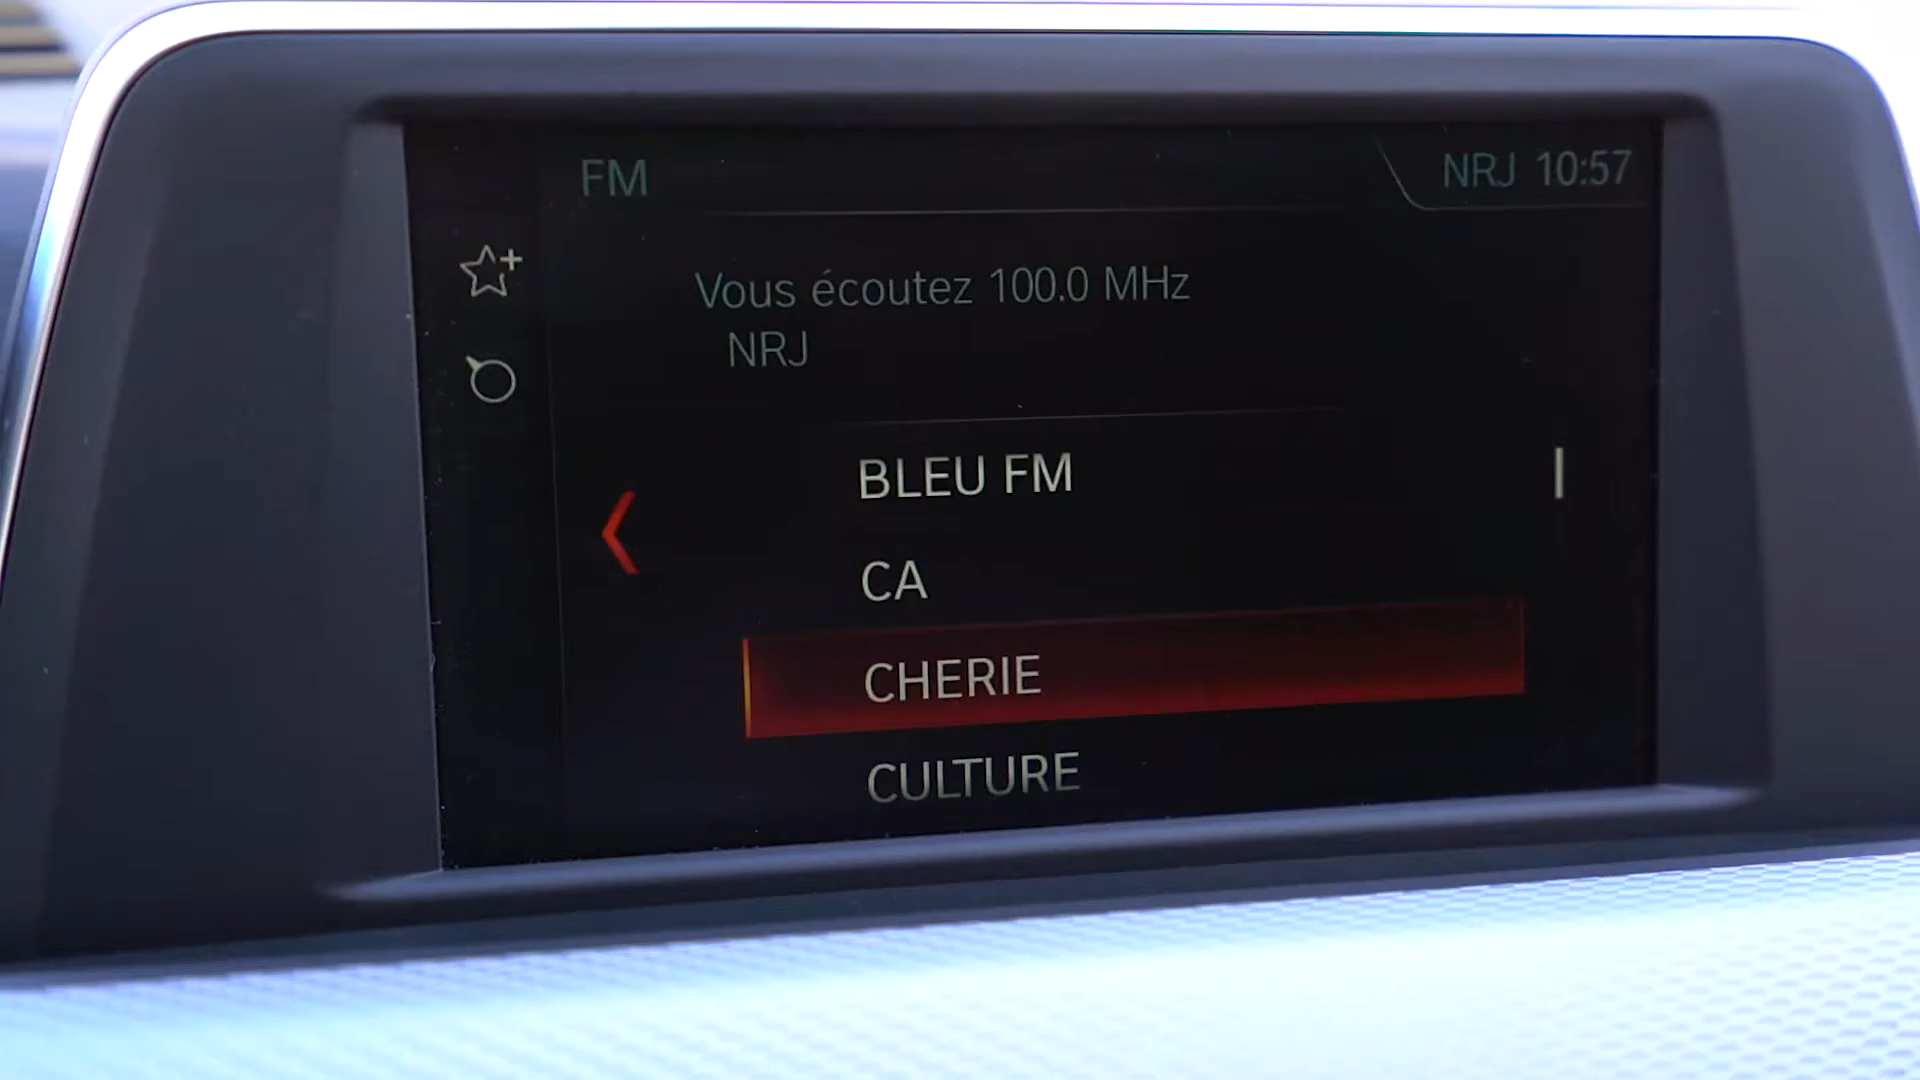 FM
NRJ 10:57
Vous écoutez 100.0 MHz
NRJ
BLEU FM
CA
CHERIE
CULTURE